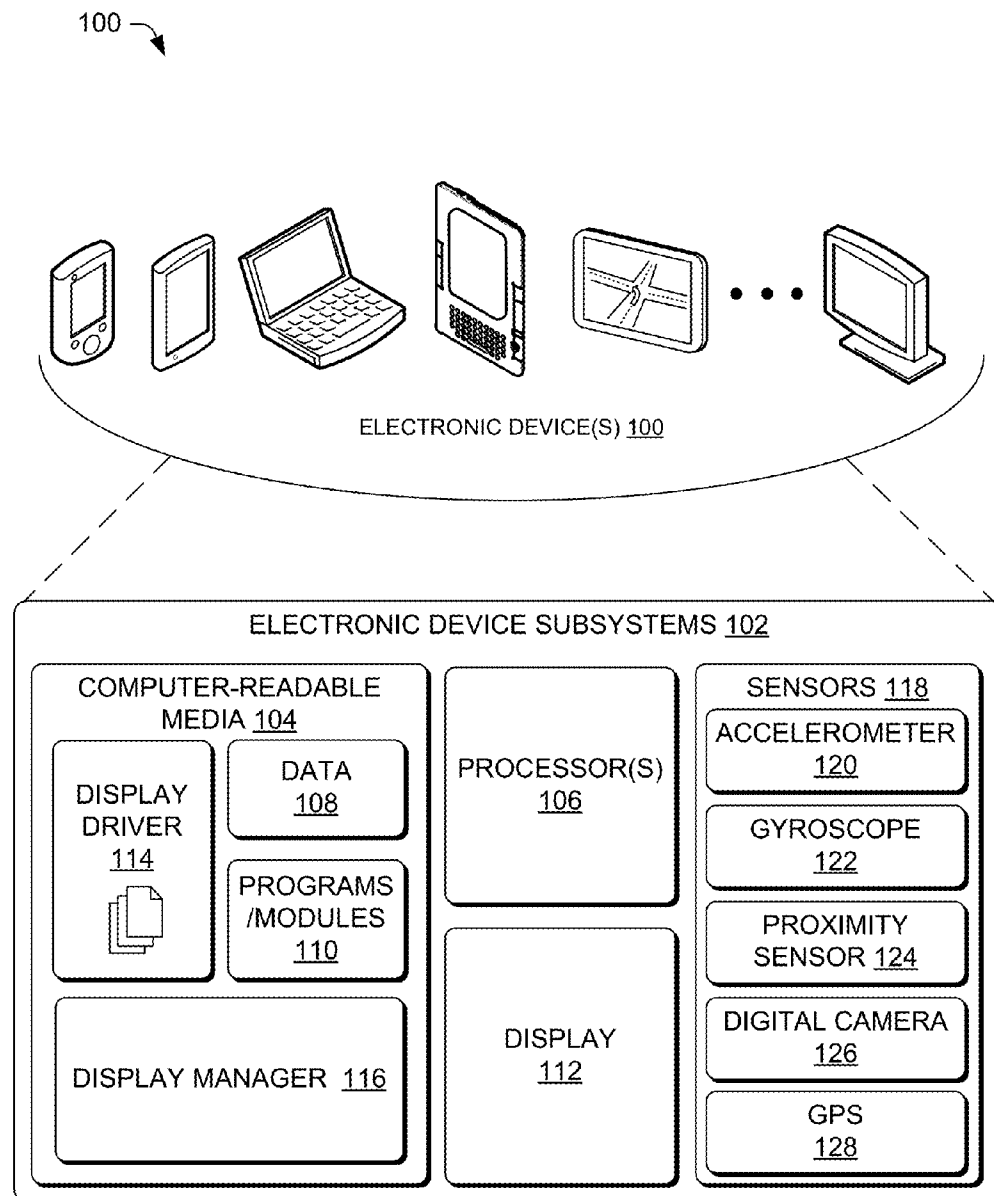 100
ELECTRONIC DEVICE(S) 100
ELECTRONIC DEVICE SUBSYSTEMS 102
COMPUTER-READABLE
MEDIA 104
DISPLAY
DRIVER
114
DATA
108
PROGRAMS
/MODULES
110
DISPLAY MANAGER 116
PROCESSOR(S)
106
DISPLAY
112
SENSORS 118
ACCELEROMETER
120
GYROSCOPE
122
PROXIMITY
SENSOR 124
DIGITAL CAMERA
126
GPS
128